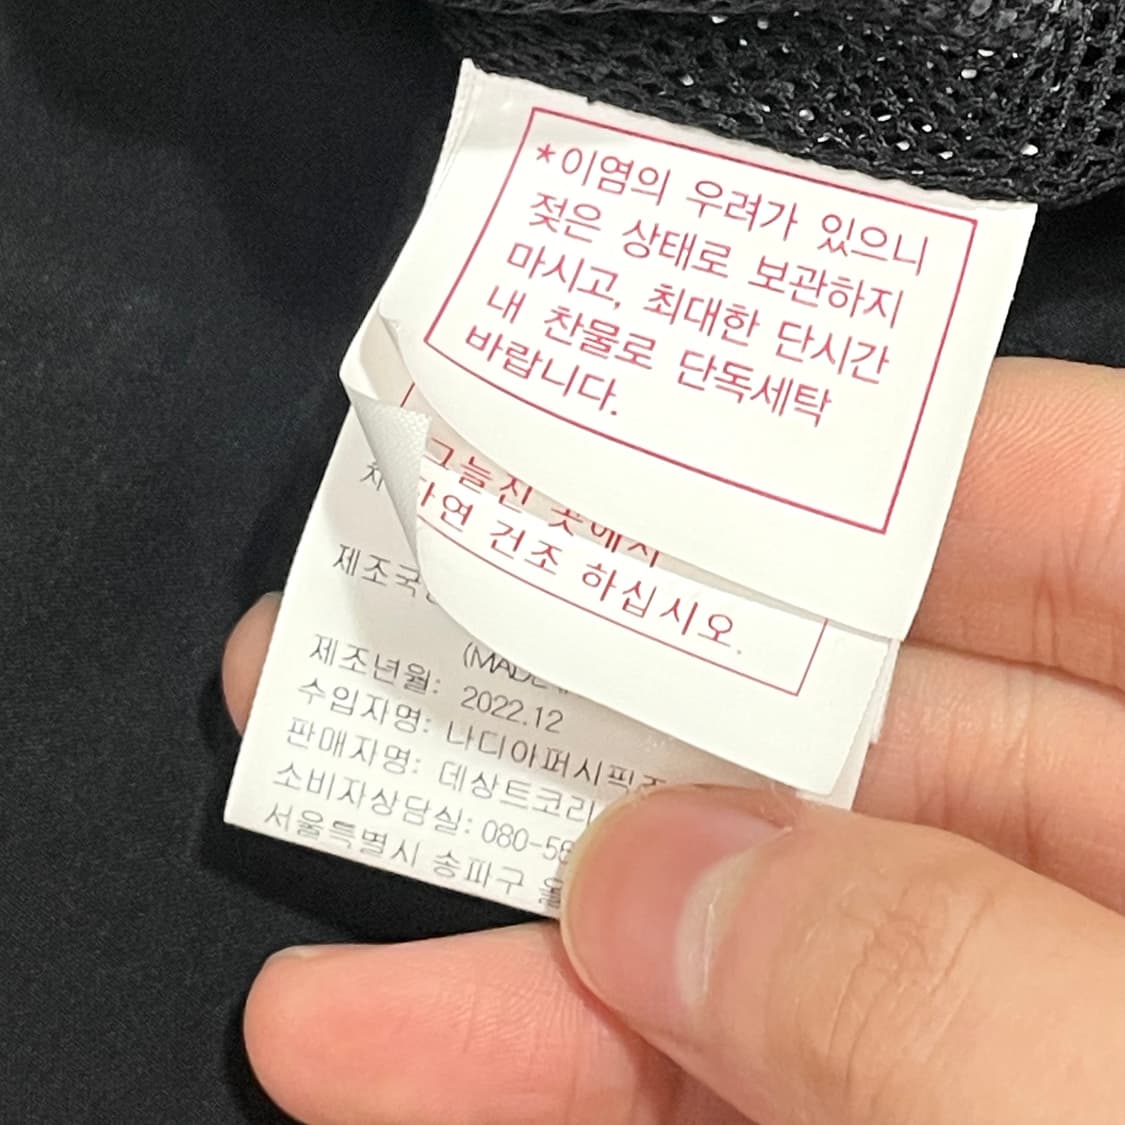 *이염의 우려가 있으니
젖은 상태로 보관하지
마시고, 최대한 단시간
내 찬물로 단독세탁
바랍니다.
그늘진 곳에서
자연 건조 하십시오.
제조국
(MADE
제조년월: 2022.12
수입자명: 나디아퍼시픽
판매자명: 데상트코리
소비자상담실: 080-56
서울특별시 송파구